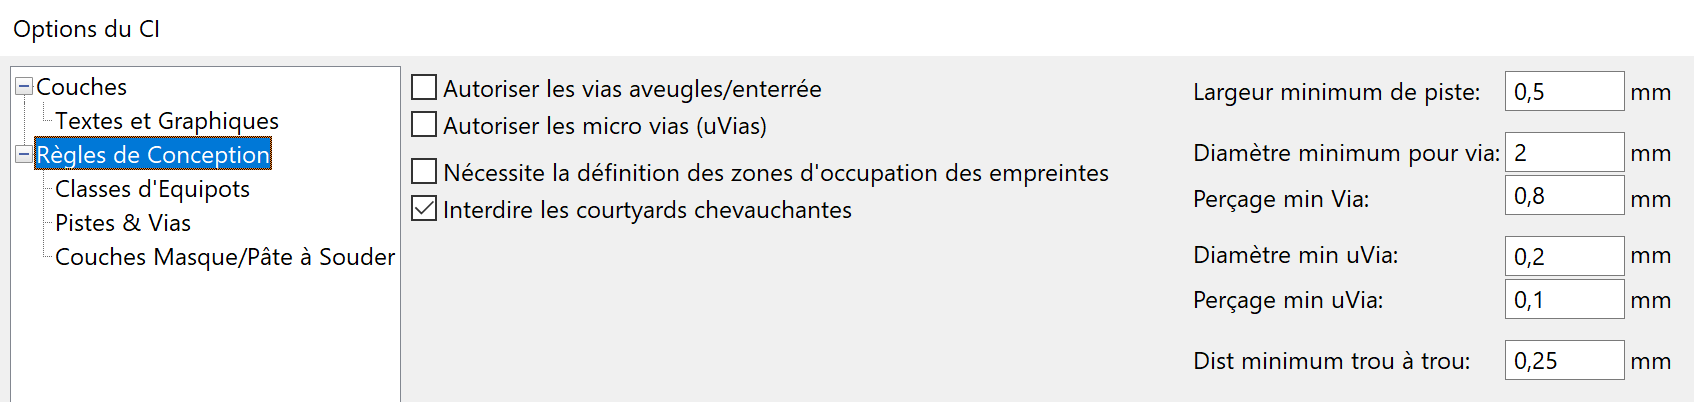 Options du CI
Couches
Textes et Graphiques
Règles de Conception
Classes d'Equipots
Pistes & Vias
Couches Masque/Pâte à Souder
Autoriser les vias aveugles/enterrée
Autoriser les micro vias (uVias)
Nécessite la définition des zones d'occupation des empreintes
Interdire les courtyards chevauchantes
Largeur minimum de piste: 0,5 mm
Diamètre minimum pour via: 2 mm
Perçage min Via: 0,8 mm
Diamètre min uVia: 0,2 mm
Perçage min uVia: 0,1 mm
Dist minimum trou à trou: 0,25 mm